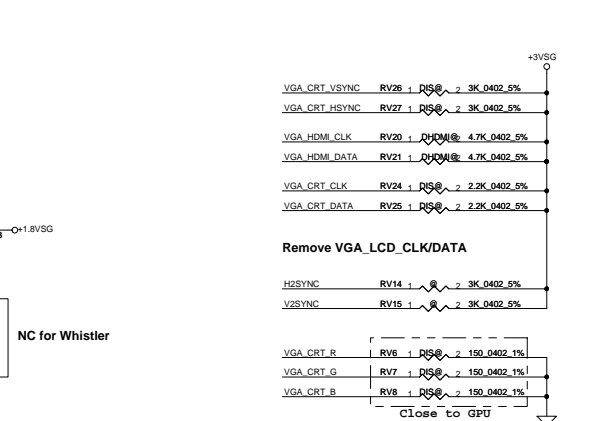 +3VSG
VGA_CRT_VSYNC RV26 1 DIS@ 2 3K_0402_5%
VGA_CRT_HSYNC RV27 1 DIS@ 2 3K_0402_5%
VGA_HDMI_CLK RV20 1 DHDMI@ 2 4.7K_0402_5%
VGA_HDMI_DATA RV21 1 DHDMI@ 2 4.7K_0402_5%
VGA_CRT_CLK RV24 1 DIS@ 2 2.2K_0402_5%
VGA_CRT_DATA RV25 1 DIS@ 2 2.2K_0402_5%
+1.8VSG
Remove VGA_LCD_CLK/DATA
H2SYNC RV14 1 @ 2 3K_0402_5%
V2SYNC RV15 1 @ 2 3K_0402_5%
NC for Whistler
VGA_CRT_R RV6 1 DIS@ 2 150_0402_1%
VGA_CRT_G RV7 1 DIS@ 2 150_0402_1%
VGA_CRT_B RV8 1 DIS@ 2 150_0402_1%
Close to GPU